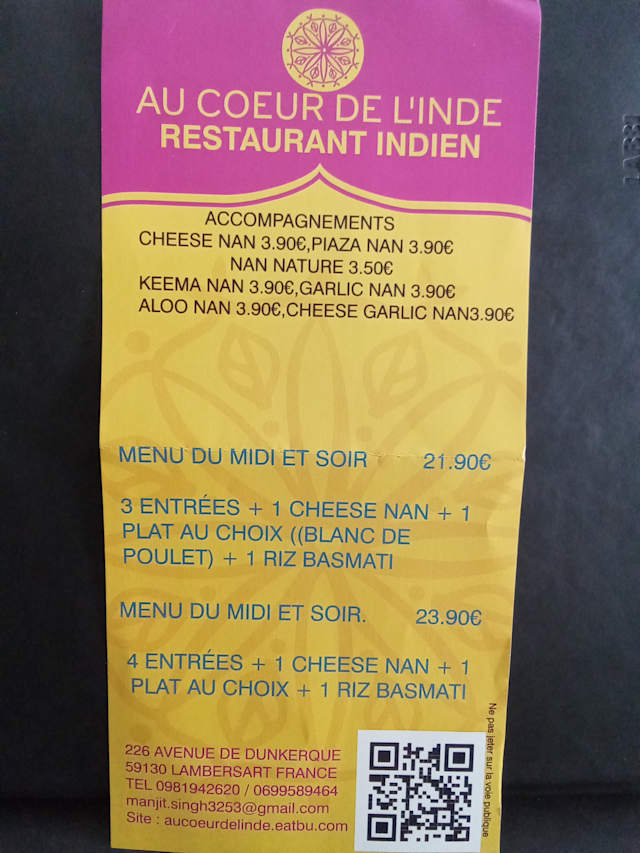 AU COEUR DE L'INDE
RESTAURANT INDIEN
ACCOMPAGNEMENTS
CHEESE NAN 3.90€,PIAZA NAN 3.90€
NAN NATURE 3.50€
KEEMA NAN 3.90€,GARLIC NAN 3.90€
ALOO NAN 3.90€,CHEESE GARLIC NAN3.90€
MENU DU MIDI ET SOIR 21.90€
3 ENTRÉES + 1 CHEESE NAN + 1
PLAT AU CHOIX ((BLANC DE
POULET) + 1 RIZ BASMATI
MENU DU MIDI ET SOIR. 23.90€
4 ENTRÉES + 1 CHEESE NAN + 1
PLAT AU CHOIX + 1 RIZ BASMATI
226 AVENUE DE DUNKERQUE
59130 LAMBERSART FRANCE
TEL 0981942620 / 0699589464
manjit.singh3253@gmail.com
Site : aucoeurdelinde.eatbu.com
Ne pas jeter sur la voie publique